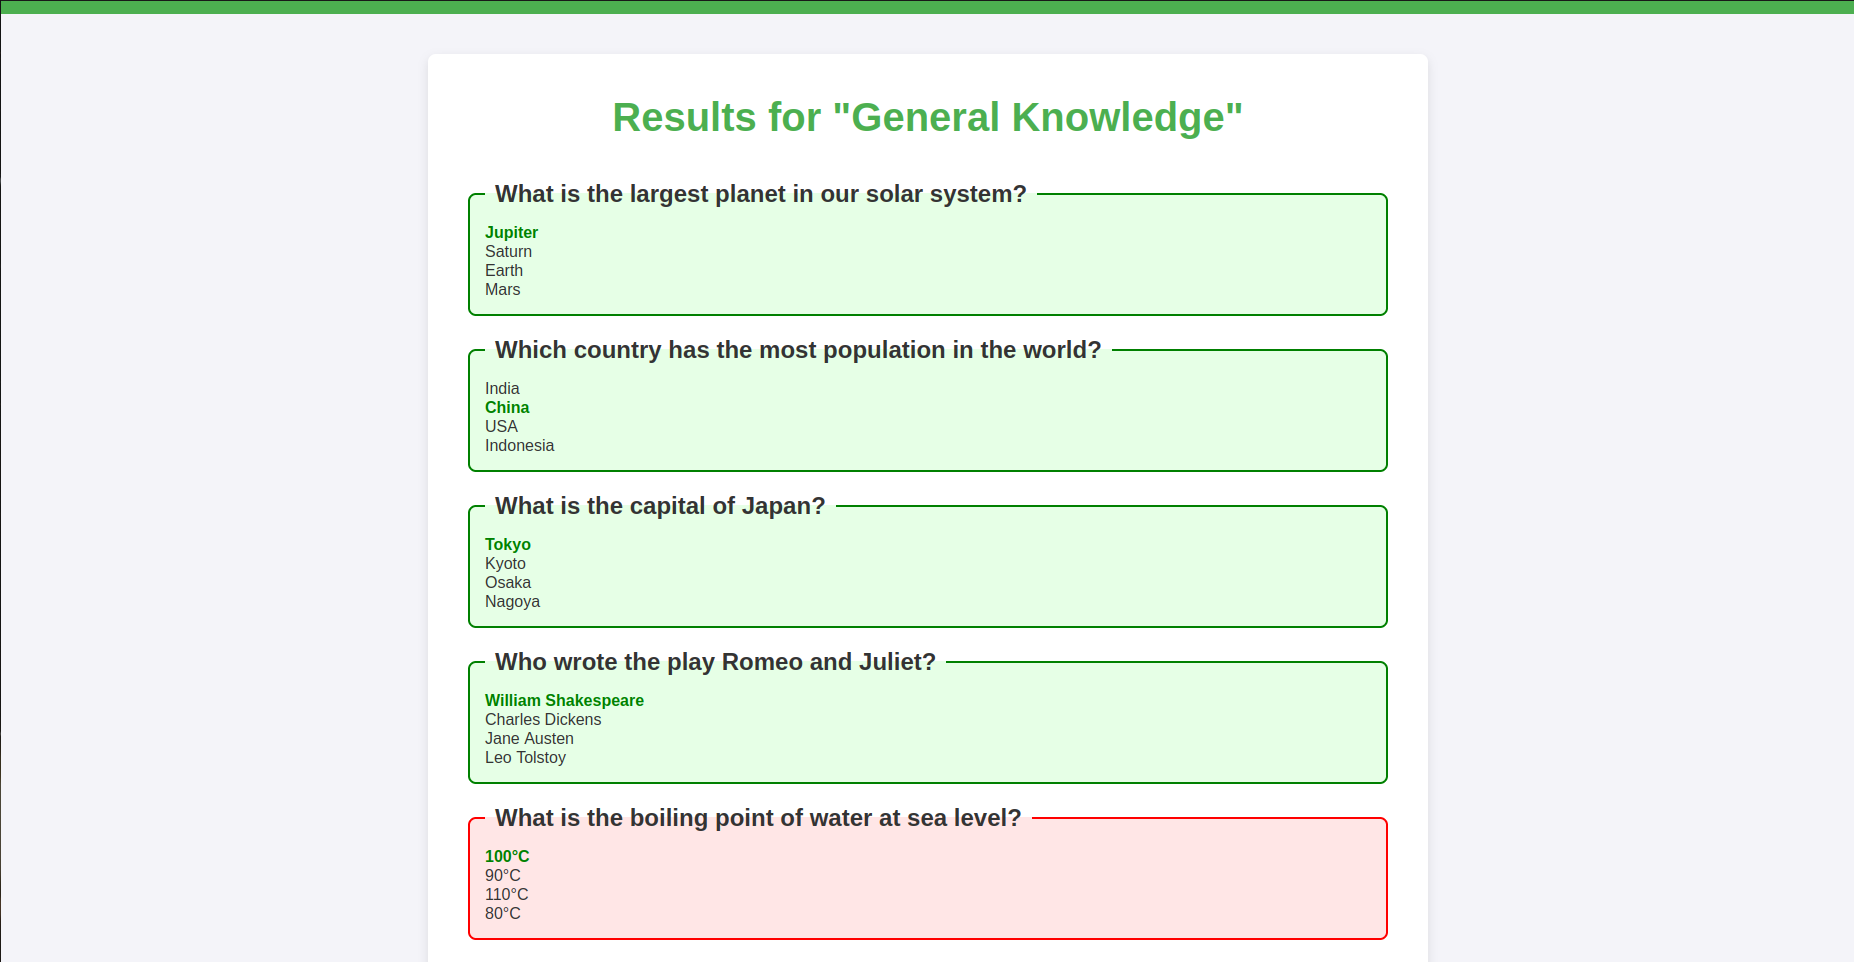 Results for "General Knowledge"
What is the largest planet in our solar system?
Jupiter
Saturn
Earth
Mars
Which country has the most population in the world?
India
China
USA
Indonesia
What is the capital of Japan?
Tokyo
Kyoto
Osaka
Nagoya
Who wrote the play Romeo and Juliet?
William Shakespeare
Charles Dickens
Jane Austen
Leo Tolstoy
What is the boiling point of water at sea level?
100°C
90°C
110°C
80°C